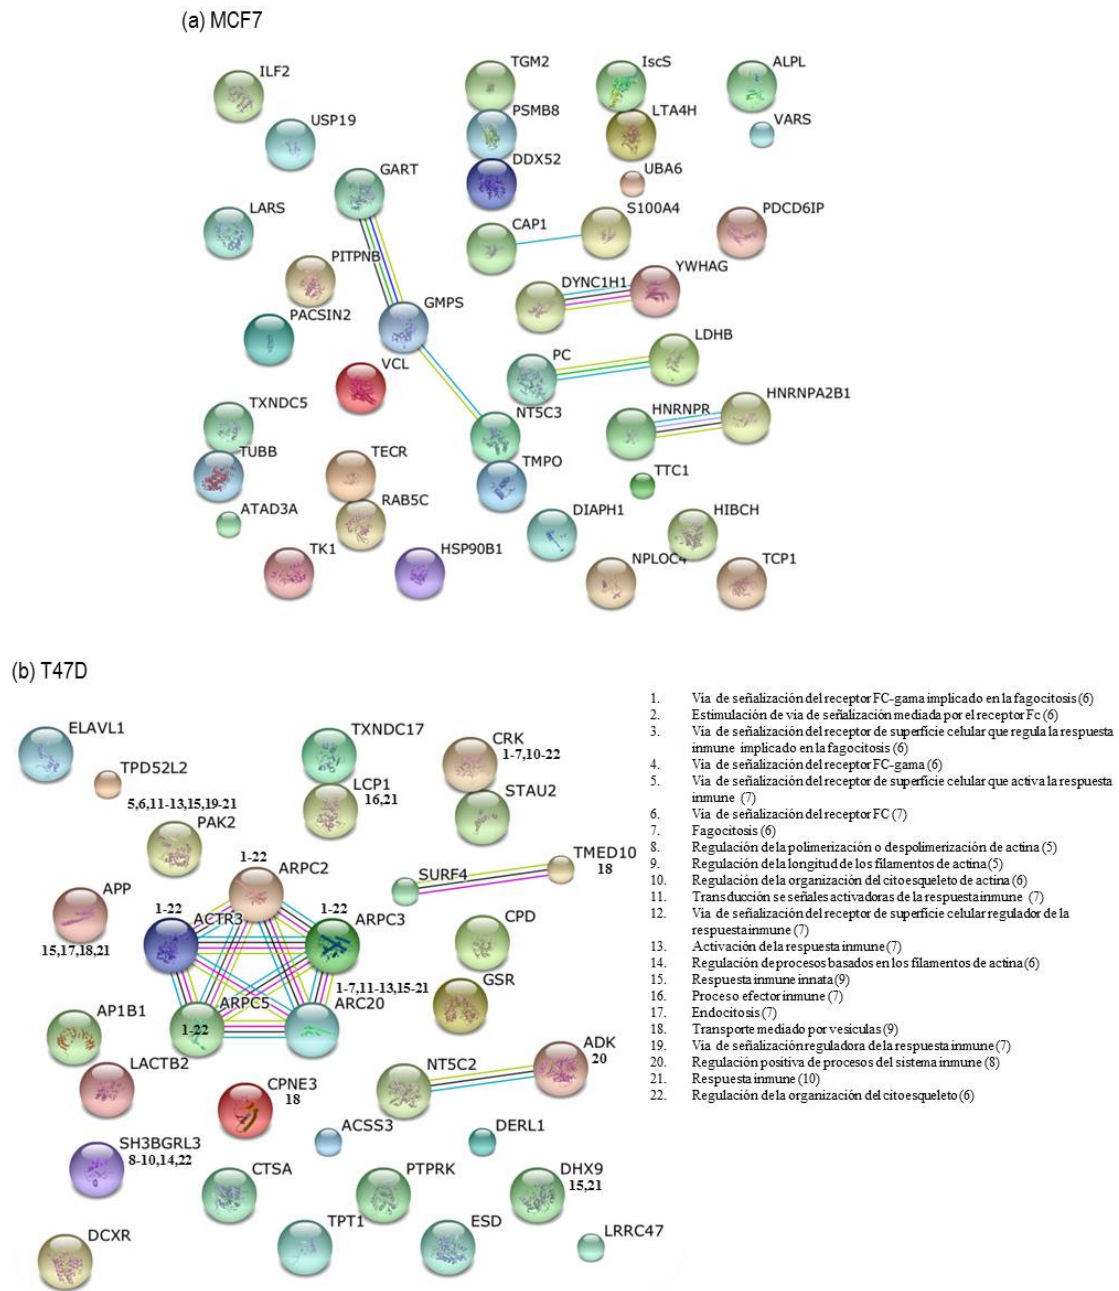 (a) MCF7
ILF2
TGM2
IscS
ALPL
USP19
PSMB8
LTA4H
VARS
GART
DDX52
UBA6
LARS
CAP1
S100A4
PDCD6IP
PITPNB
DYNC1H1
YWHAG
PACSIN2
GMPS
LDHB
VCL
PC
TXNDC5
NT5C3
HNRNPR
HNRNPA2B1
TUBB
TECR
TMPO
TTC1
ATAD3A
RAB5C
DIAPH1
HIBCH
TK1
HSP90B1
NPLOC4
TCP1
(b) T47D
ELAVL1
TXNDC17
CRK
1-7,10-22
TPD52L2
LCP1
16,21
STAU2
5,6,11-13,15,19-21
PAK2
1-22
ARPC2
SURF4
TMED10
18
APP
15,17,18,21
1-22
ACTR3
1-22
ARPC3
CPD
1-7,11-13,15-21
GSR
AP1B1
ARPC5
1-22
ARC20
LACTB2
CPNE3
18
NT5C2
ADK
20
ACSS3
DERL1
SH3BGRL3
8-10,14,22
CTSA
PTPRK
DHX9
15,21
DCXR
TPT1
ESD
LRRC47
1. Vía de señalización del receptor FC-gama implicado en la fagocitosis (6)
2. Estimulación de via de señalización mediada por el receptor Fc (6)
3. Vía de señalización del receptor de superficie celular que regula la respuesta
inmune implicado en la fagocitosis (6)
4. Vía de señalización del receptor FC-gama (6)
5. Vía de señalización del receptor de superficie celular que activa la respuesta
inmune (7)
6. Vía de señalización del receptor FC (7)
7. Fagocitosis (6)
8. Regulación de la polimerización o despolimerización de actina (5)
9. Regulación de la longitud de los filamentos de actina (5)
10. Regulación de la organización del citoesqueleto de actina (6)
11. Transducción se señales activadoras de la respuesta inmune (7)
12. Vía de señalización del receptor de superficie celular regulador de la
respuesta inmune (7)
13. Activación de la respuesta inmune (7)
14. Regulación de procesos basados en los filamentos de actina (6)
15. Respuesta inmune innata (9)
16. Proceso efector inmune (7)
17. Endocitosis (7)
18. Transporte mediado por vesiculas (9)
19. Vía de señalización reguladora de la respuesta inmune (7)
20. Regulación positiva de procesos del sistema inmune (8)
21. Respuesta inmune (10)
22. Regulación de la organización del citoesqueleto (6)